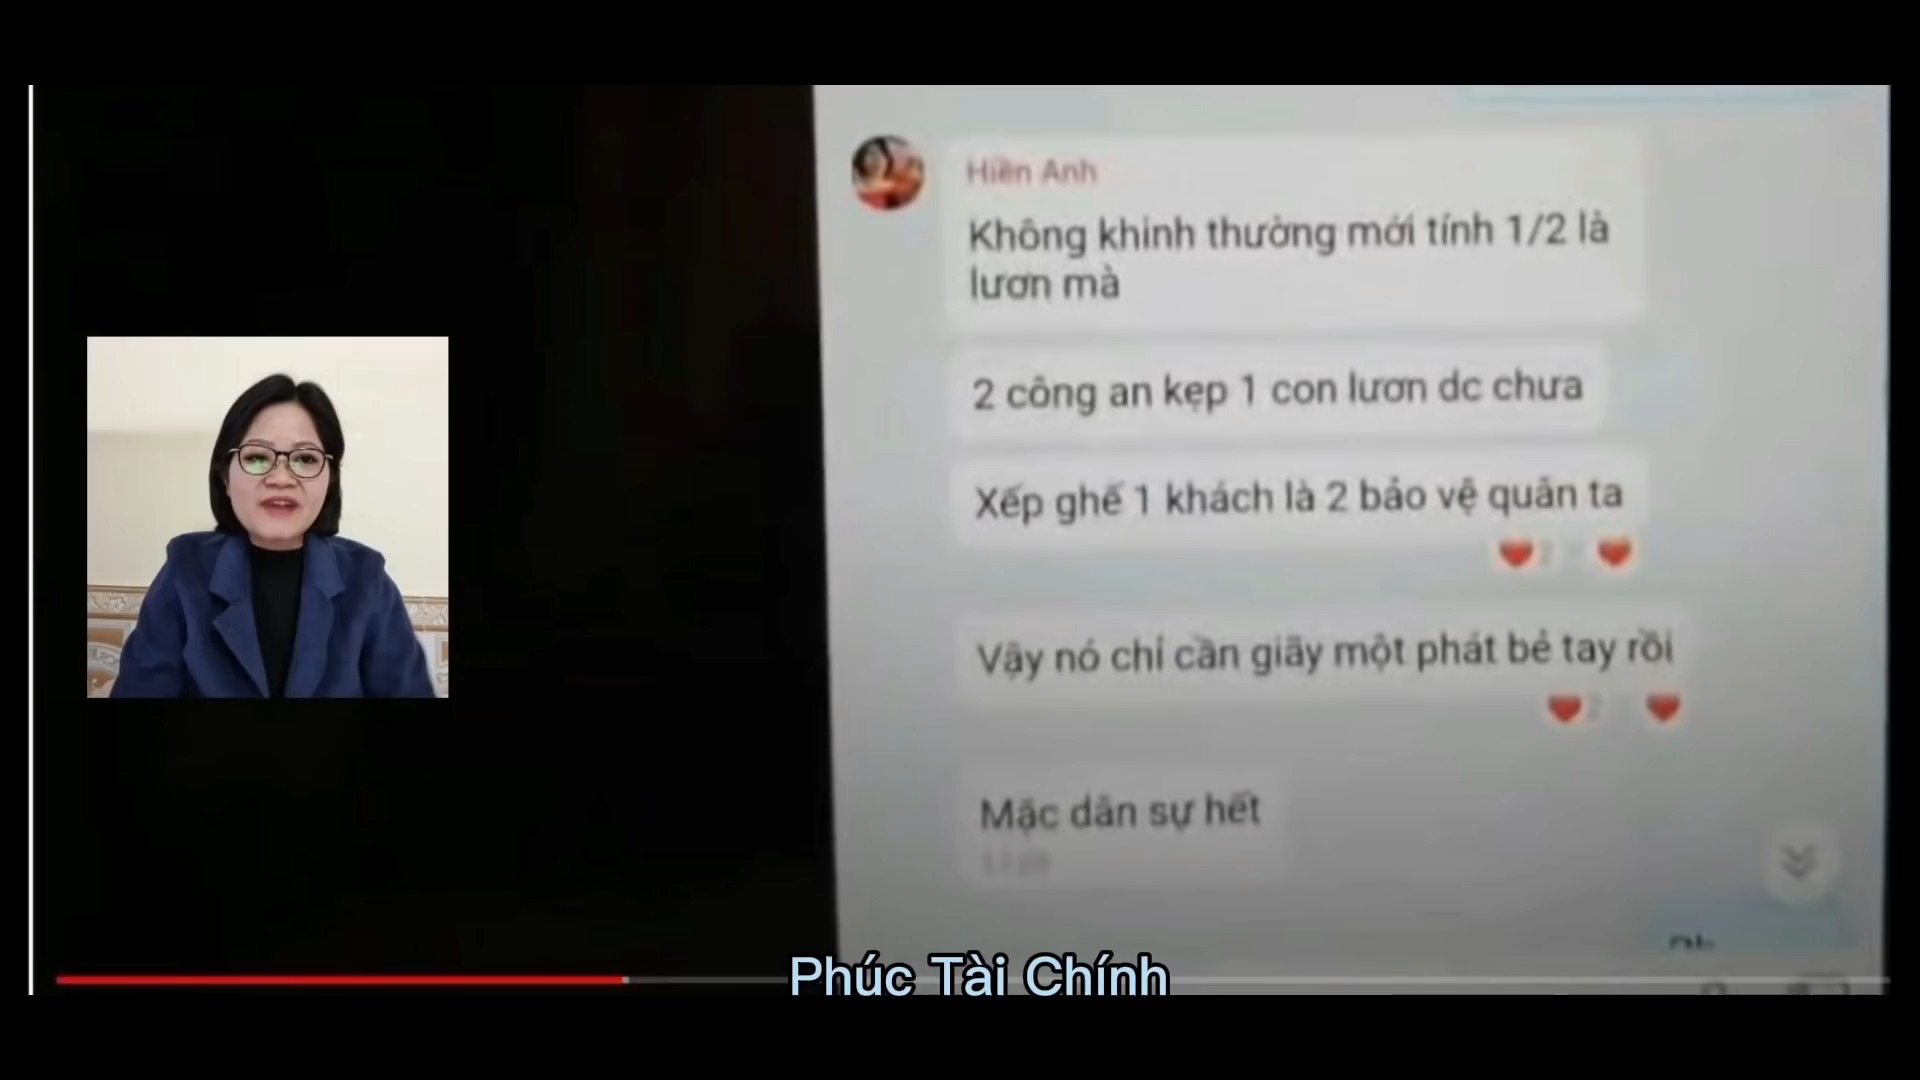 Hiền Anh
Không khinh thường mới tính 1/2 là
lươn mà
2 công an kẹp 1 con lươn dc chưa
Xếp ghế 1 khách là 2 bảo vệ quân ta
Vậy nó chỉ cần giãy một phát bẻ tay rồi
Mặc dân sự hết
Phúc Tài Chính